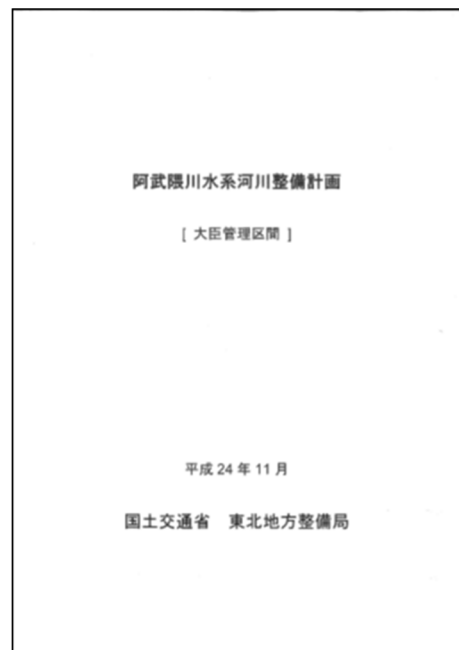 阿武隈川水系河川整備計画
[ 大臣管理区間 ]
平成 24 年 11 月
国土交通省 東北地方整備局